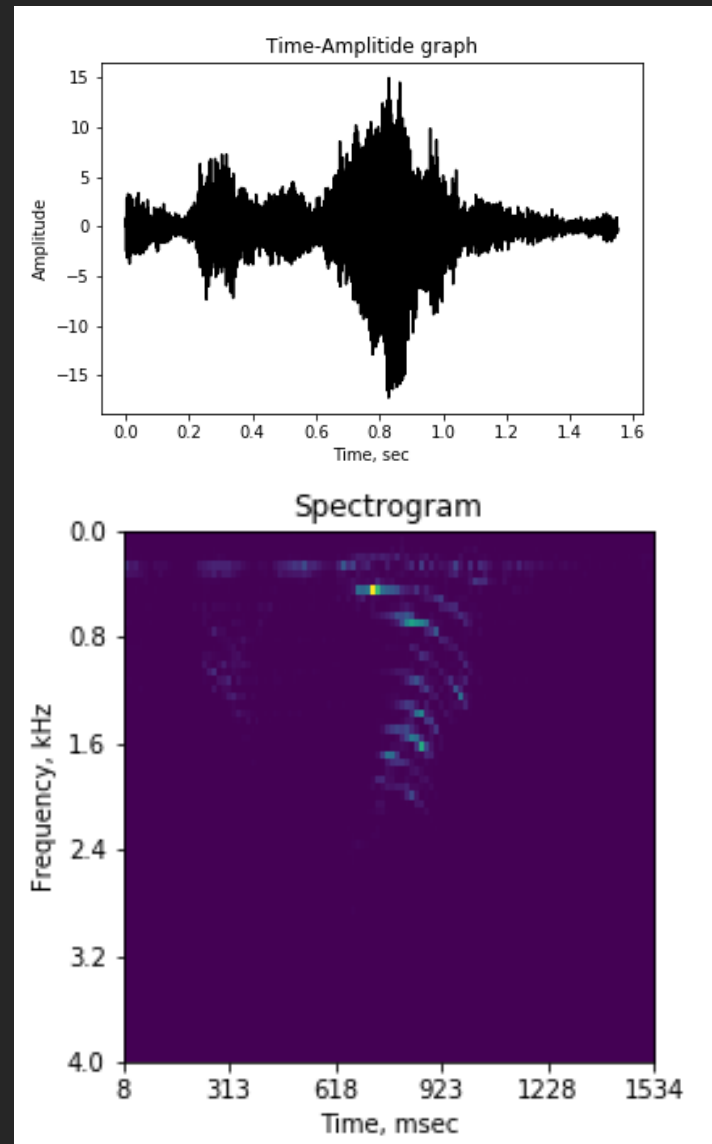 Time-Amplitide graph
15
10
5
0
−5
−10
−15
Amplitude
0.0 0.2 0.4 0.6 0.8 1.0 1.2 1.4 1.6
Time, sec
Spectrogram
0.0
0.8
1.6
2.4
3.2
4.0
Frequency, kHz
8 313 618 923 1228 1534
Time, msec